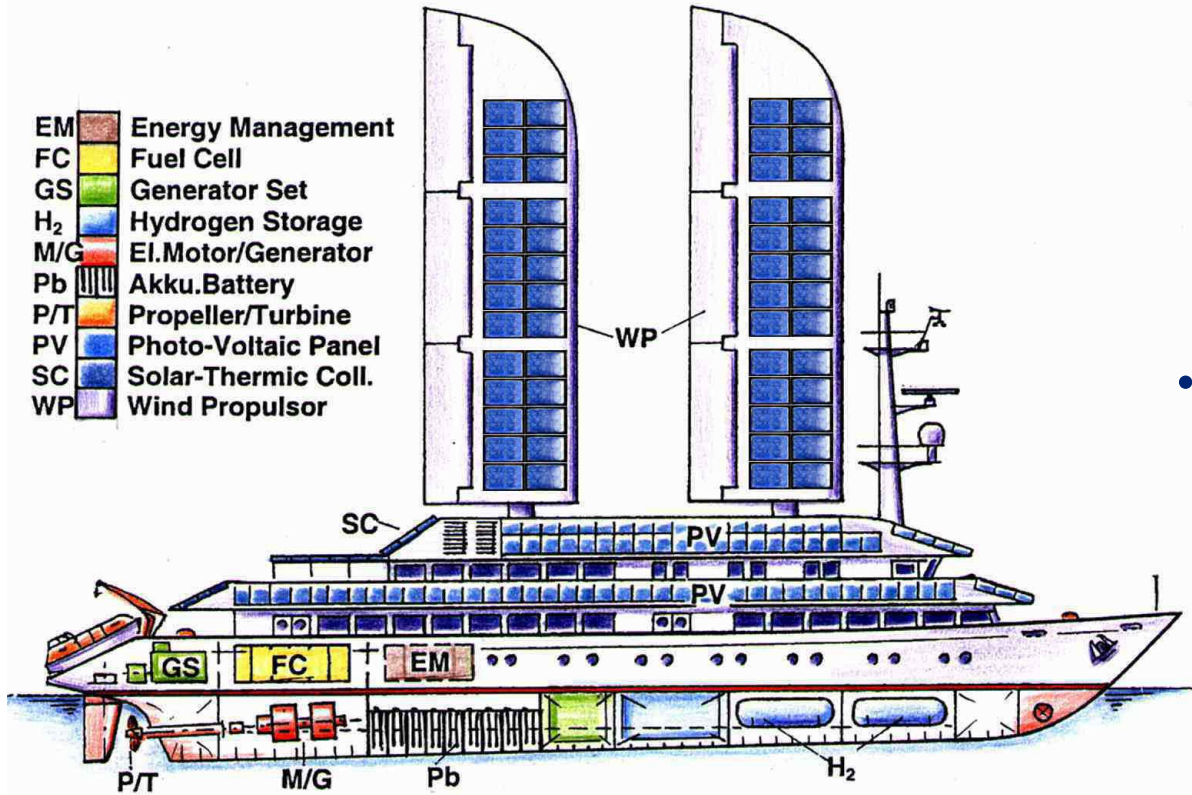 EM Energy Management
FC Fuel Cell
GS Generator Set
H₂ Hydrogen Storage
M/G El.Motor/Generator
Pb Akku.Battery
P/T Propeller/Turbine
PV Photo-Voltaic Panel
SC Solar-Thermic Coll.
WP Wind Propulsor
WP
SC
PV
PV
GS
FC
EM
P/T
M/G
Pb
H₂